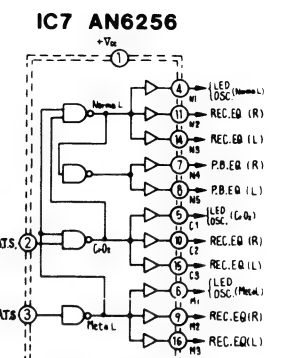 IC7 AN6256
+Vcc
1
4 N1 LED OSC. (Normal)
Normal
11 N2 REC. EQ (R)
14 N3 REC. EQ (L)
7 N4 P.B. EQ (R)
8 N5 P.B. EQ (L)
5 C1 LED OSC. (CrO2)
AT.S. 2
CrO2
10 C2 REC. EQ (R)
15 C3 REC. EQ (L)
6 M1 LED OSC. (Metal)
AT.S 3
Metal
9 M2 REC. EQ (R)
16 M3 REC. EQ (L)